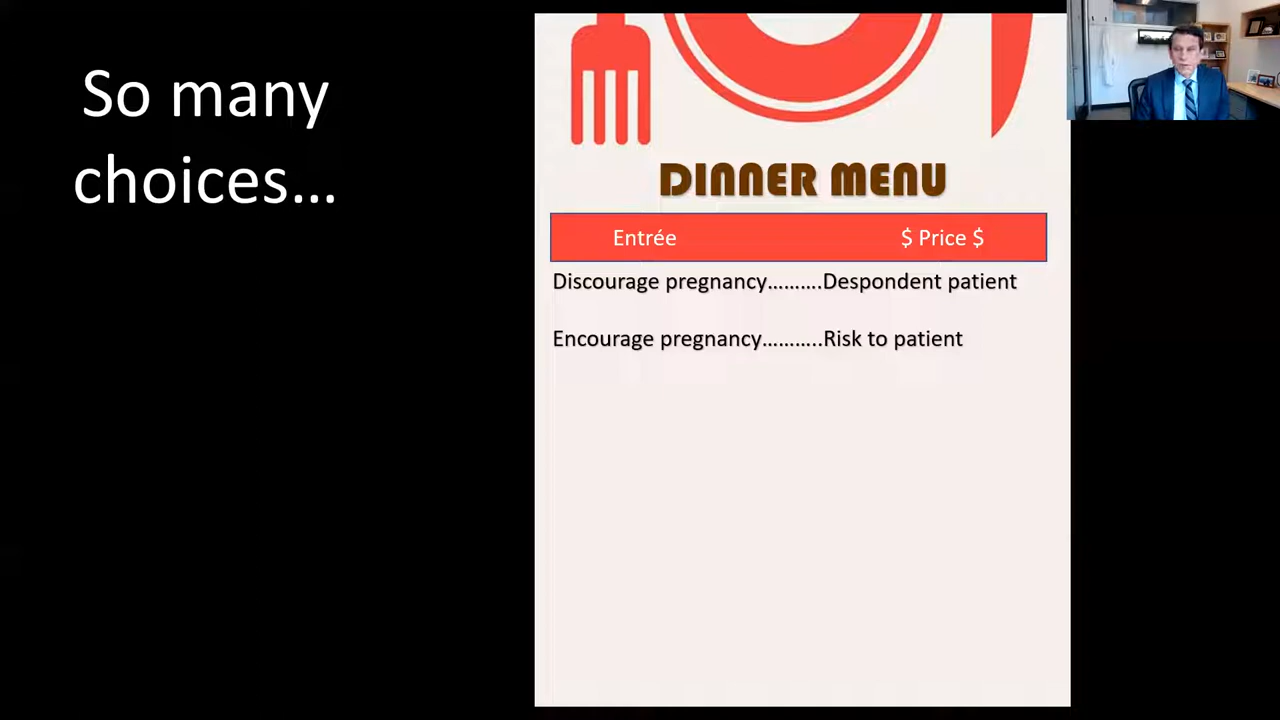 So many
choices…
DINNER MENU
Entrée $ Price $
Discourage pregnancy……….Despondent patient
Encourage pregnancy………..Risk to patient